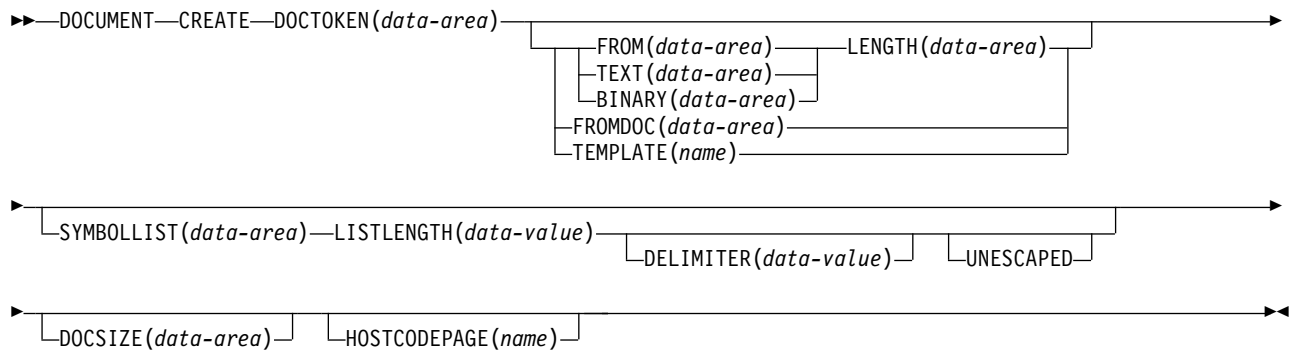 DOCUMENT CREATE DOCTOKEN(data-area)
FROM(data-area) LENGTH(data-area)
TEXT(data-area)
BINARY(data-area)
FROMDOC(data-area)
TEMPLATE(name)
SYMBOLLIST(data-area) LISTLENGTH(data-value)
DELIMITER(data-value) UNESCAPED
DOCSIZE(data-area) HOSTCODEPAGE(name)